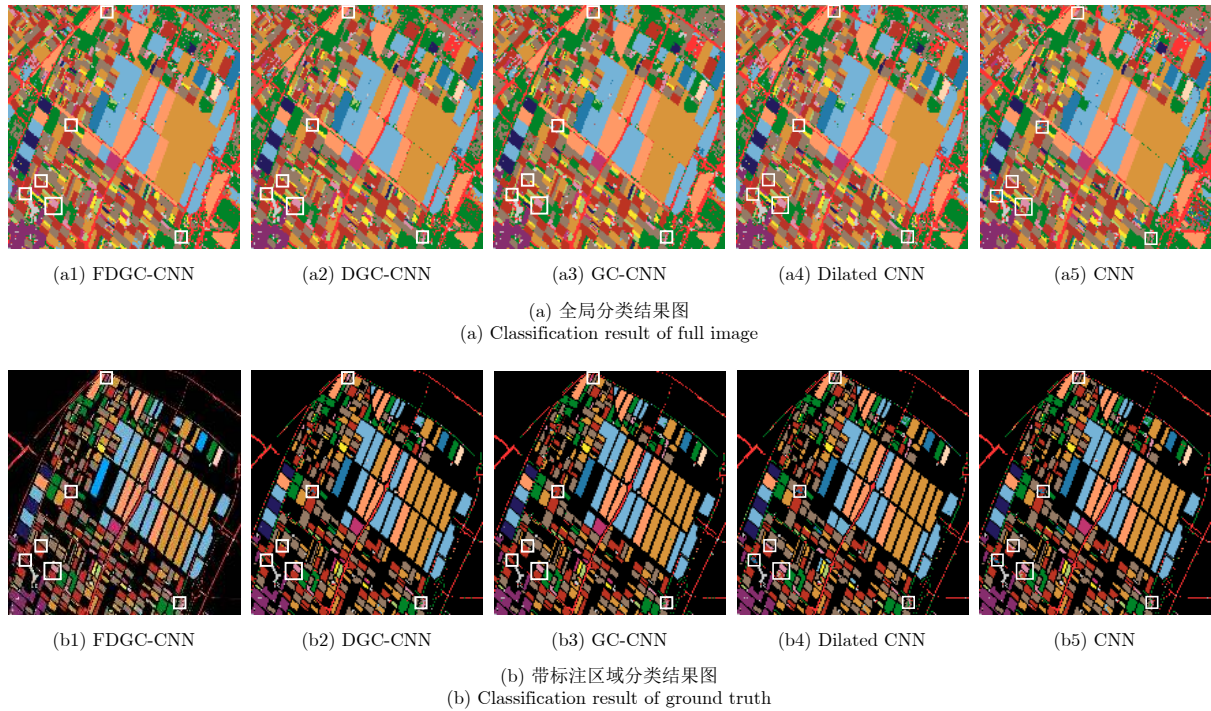 (a1) FDGC-CNN
(a2) DGC-CNN
(a3) GC-CNN
(a4) Dilated CNN
(a5) CNN
(a) 全局分类结果图
(a) Classification result of full image
(b1) FDGC-CNN
(b2) DGC-CNN
(b3) GC-CNN
(b4) Dilated CNN
(b5) CNN
(b) 带标注区域分类结果图
(b) Classification result of ground truth